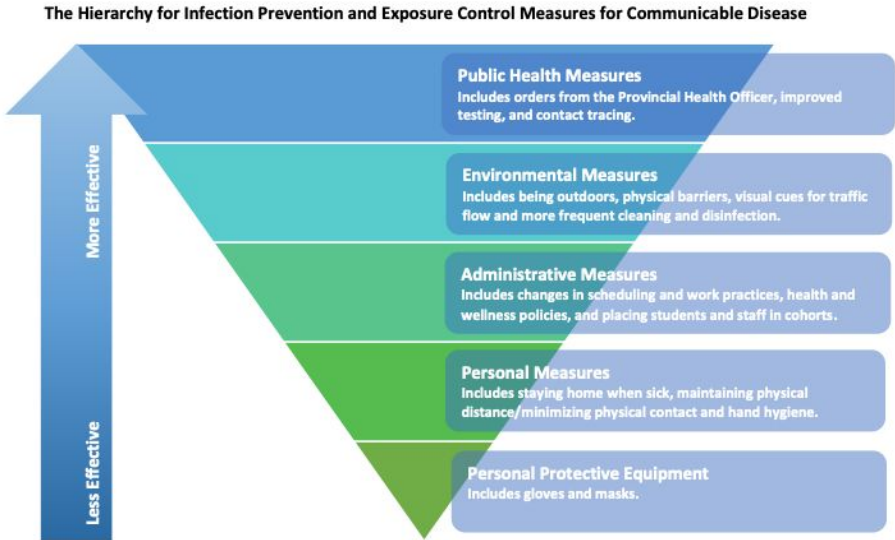 The Hierarchy for Infection Prevention and Exposure Control Measures for Communicable Disease
More Effective
Less Effective
Public Health Measures
Includes orders from the Provincial Health Officer, improved
testing, and contact tracing.
Environmental Measures
Includes being outdoors, physical barriers, visual cues for traffic
flow and more frequent cleaning and disinfection.
Administrative Measures
Includes changes in scheduling and work practices, health and
wellness policies, and placing students and staff in cohorts.
Personal Measures
Includes staying home when sick, maintaining physical
distance/minimizing physical contact and hand hygiene.
Personal Protective Equipment
Includes gloves and masks.